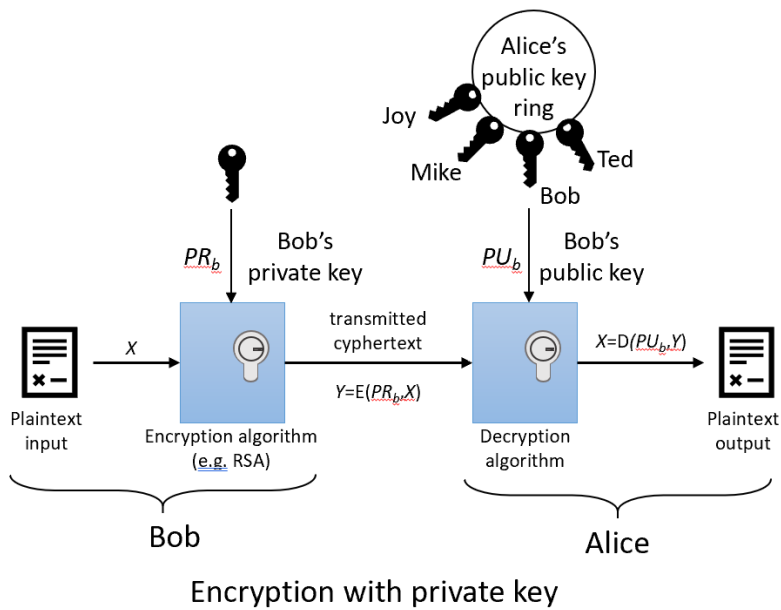 Alice's
public key
ring
Joy
Mike
Bob
Ted
PRb
Bob's
private key
PUb
Bob's
public key
X
transmitted
cyphertext
Y=E(PRb,X)
X=D(PUb,Y)
Plaintext
input
Encryption algorithm
(e.g. RSA)
Decryption
algorithm
Plaintext
output
Bob
Alice
Encryption with private key